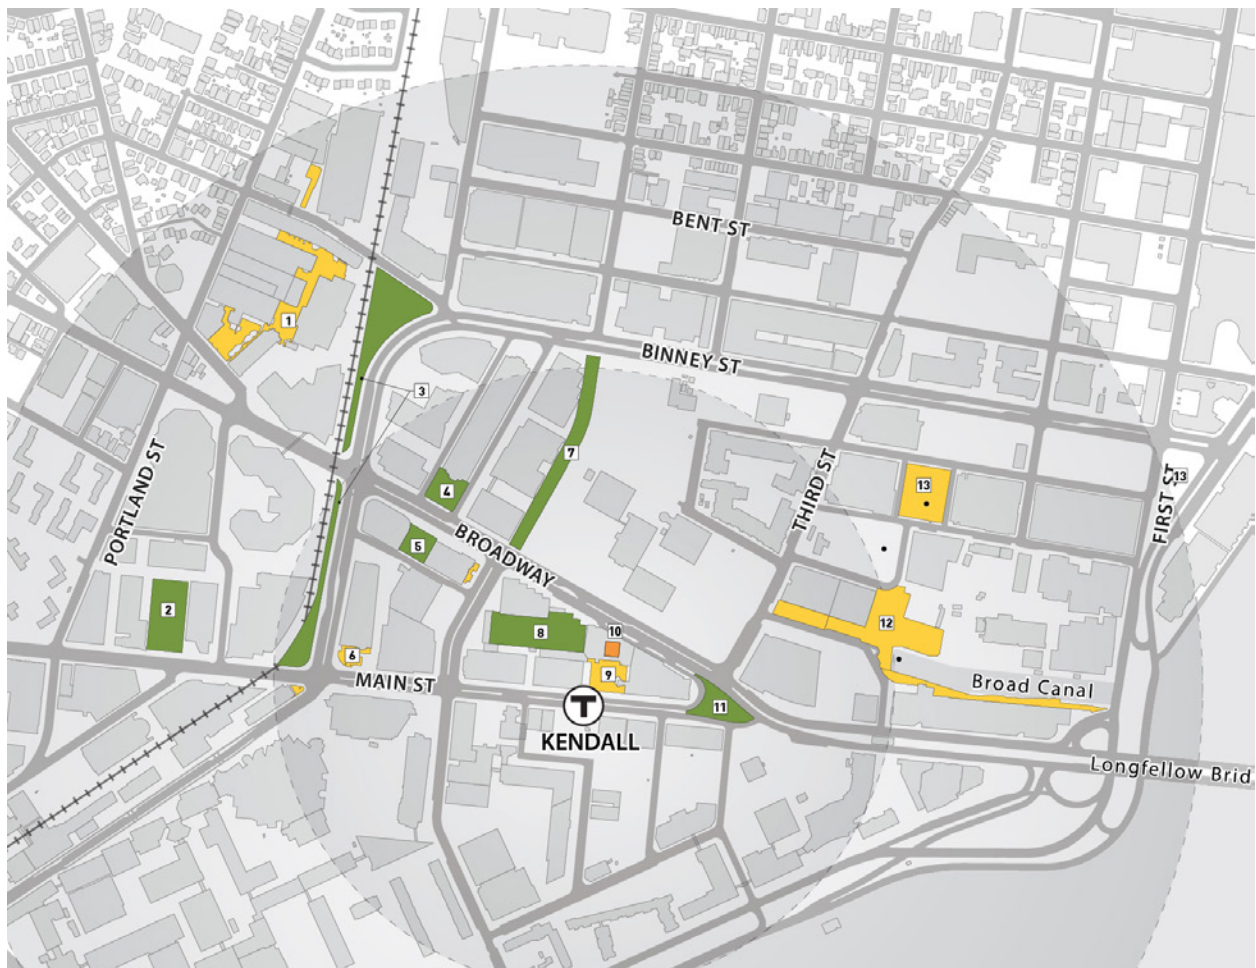 BENT ST
1
BINNEY ST
3
7
PORTLAND ST
4
THIRD ST
13
13
FIRST ST
5
BROADWAY
2
8
10
12
6
MAIN ST
9
Broad Canal
11
T
KENDALL
Longfellow Brid